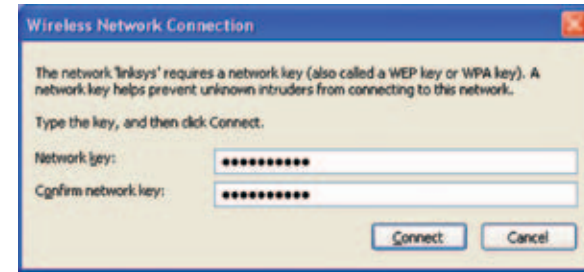 Wireless Network Connection
The network 'linksys' requires a network key (also called a WEP key or WPA key). A
network key helps prevent unknown intruders from connecting to this network.
Type the key, and then click Connect.
Network key: ••••••••••
Confirm network key: ••••••••••
Connect Cancel